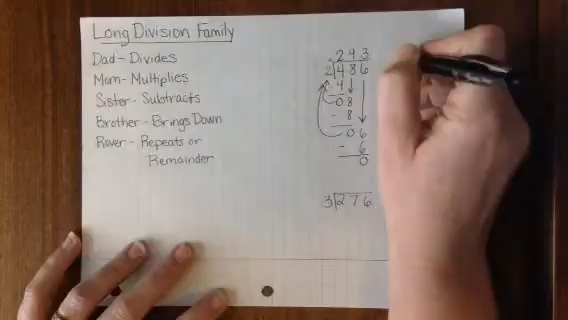 Long Division Family
Dad - Divides
Mom - Multiplies
Sister - Subtracts
Brother - Brings Down
Rover - Repeats or
Remainder
243
2 486
- 4
08
- 8
06
- 6
0
3 276